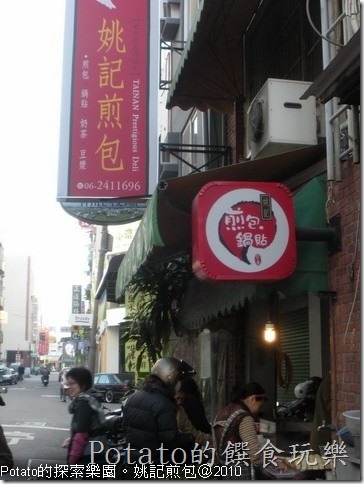 姚記煎包
•煎包 鍋貼 奶茶 豆漿
TAINAN Prestigious Deli
06-2411696
煎包
鍋貼
Potato的饌食玩樂
Potato的探索樂園。姚記煎包@2010